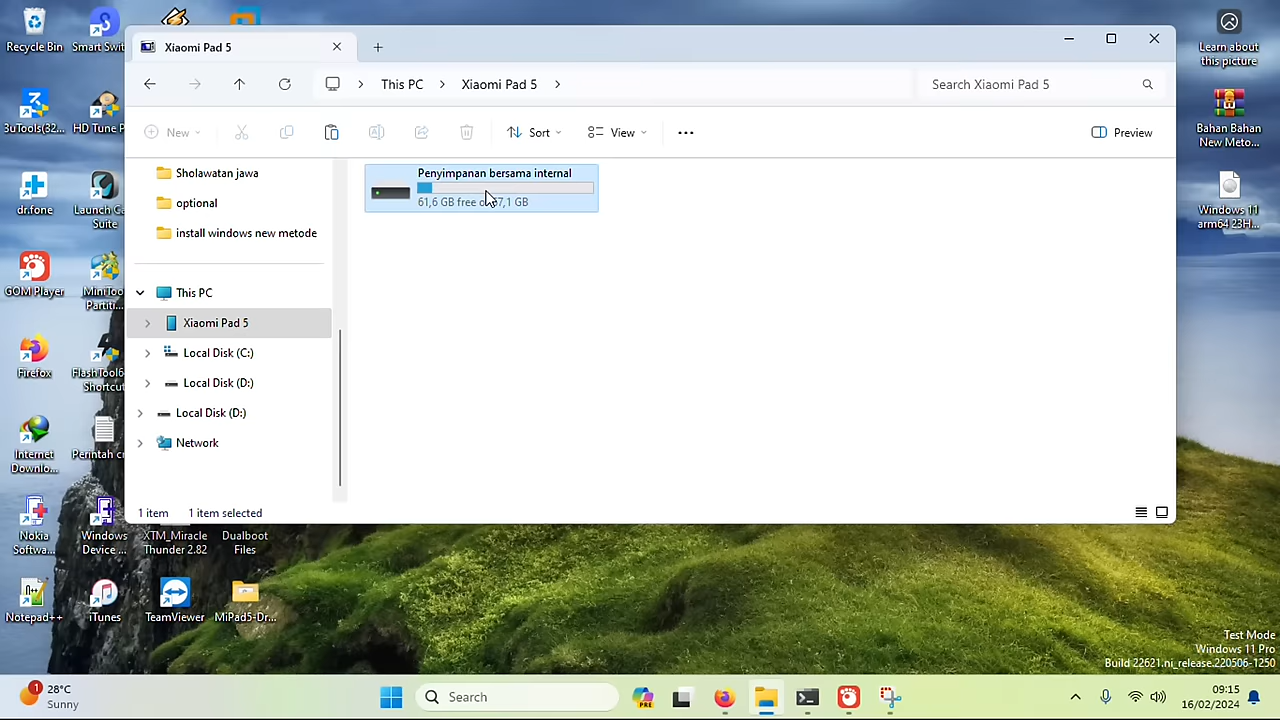 Recycle Bin
Smart Swit
3uTools(32...
HD Tune P
dr.fone
Launch Ca
Suite
GOM Player
MiniToo
Partiti...
Firefox
FlashTool6
Shortcut
Internet
Downlo...
Perintah cr
Nokia
Softwa...
Windows
Device ...
XTM_Miracle
Thunder 2.82
Dualboot
Files
Notepad++
iTunes
TeamViewer
MiPad5-Dr...
Xiaomi Pad 5
This PC
Xiaomi Pad 5
Search Xiaomi Pad 5
New
Sort
View
Preview
Sholawatan jawa
optional
install windows new metode
This PC
Xiaomi Pad 5
Local Disk (C:)
Local Disk (D:)
Local Disk (D:)
Network
Penyimpanan bersama internal
61,6 GB free GB
1 item
1 item selected
Learn about
this picture
Bahan Bahan
New Meto...
Windows 11
arm64 23H...
Test Mode
Windows 11 Pro
Build 22621.ni_release.220506-1250
1
28°C
Sunny
Search
PRE
09:15
16/02/2024